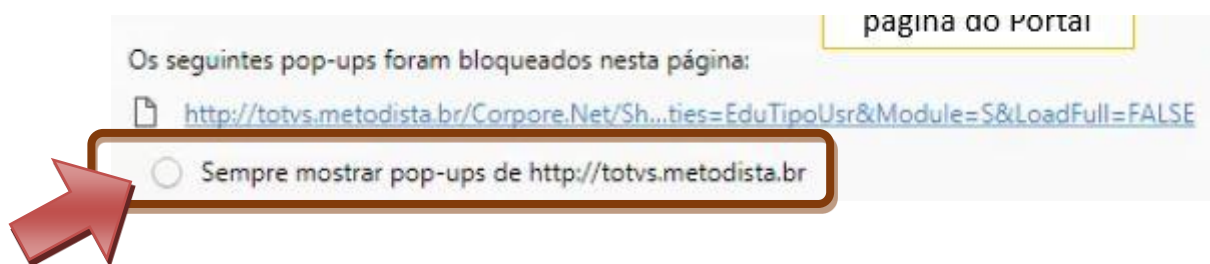 página do Portal
Os seguintes pop-ups foram bloqueados nesta página:
http://totvs.metodista.br/Corpore.Net/Sh...ties=EduTipoUsr&Module=S&LoadFull=FALSE
Sempre mostrar pop-ups de http://totvs.metodista.br